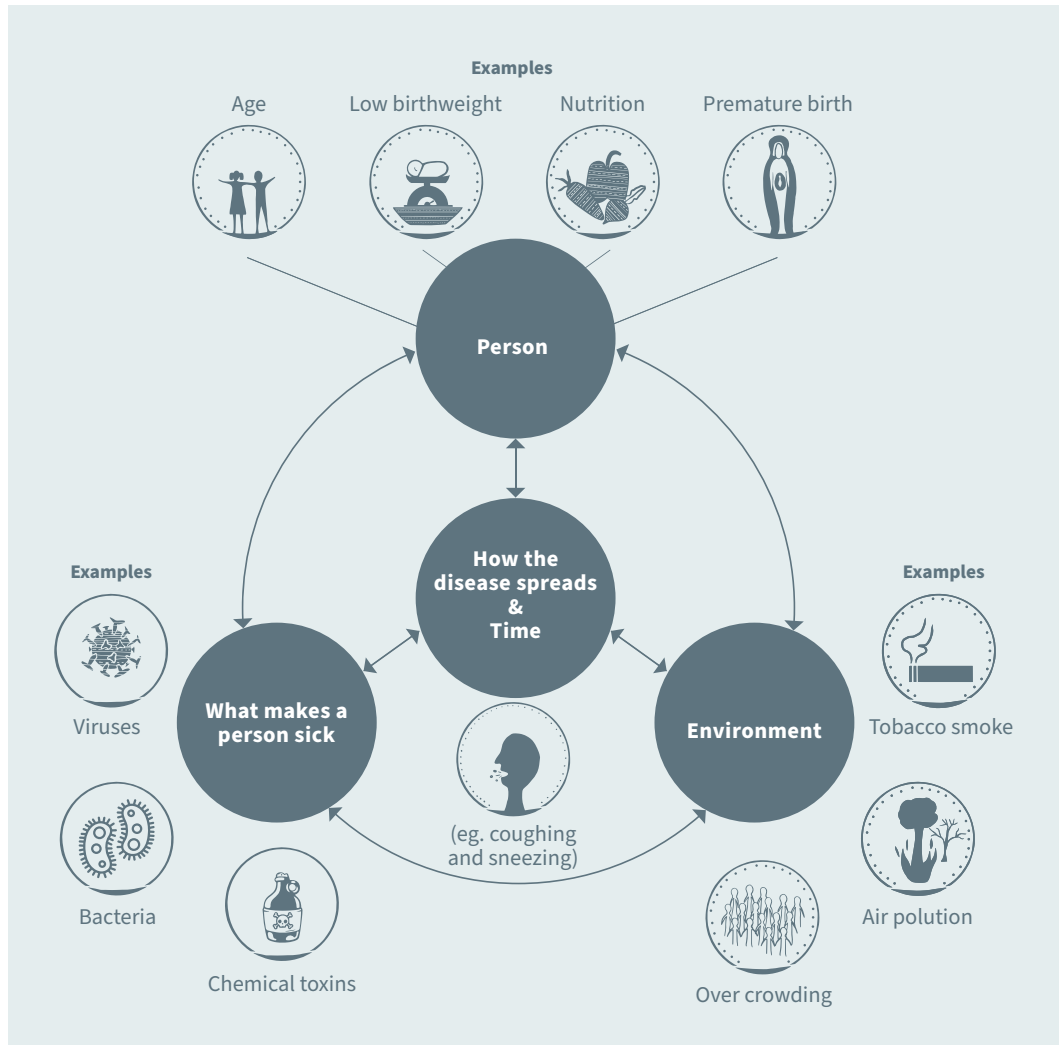 Examples
Age
Low birthweight
Nutrition
Premature birth
Person
How the
disease spreads
&
Time
Examples
Viruses
Bacteria
Chemical toxins
What makes a
person sick
(eg. coughing
and sneezing)
Environment
Examples
Tobacco smoke
Air polution
Over crowding